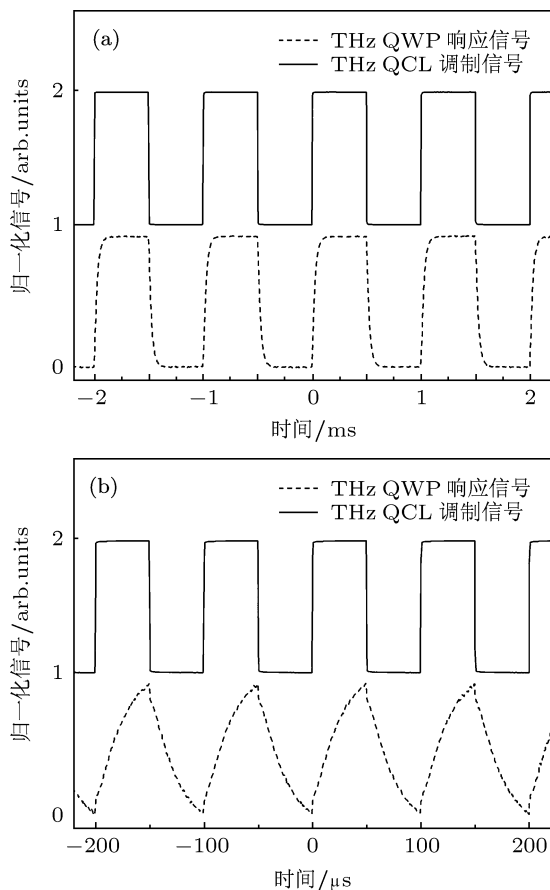 (a)
THz QWP 响应信号
THz QCL 调制信号
归一化信号/arb.units
2
1
0
−2 −1 0 1 2
时间/ms
(b)
THz QWP 响应信号
THz QCL 调制信号
归一化信号/arb.units
2
1
0
−200 −100 0 100 200
时间/μs